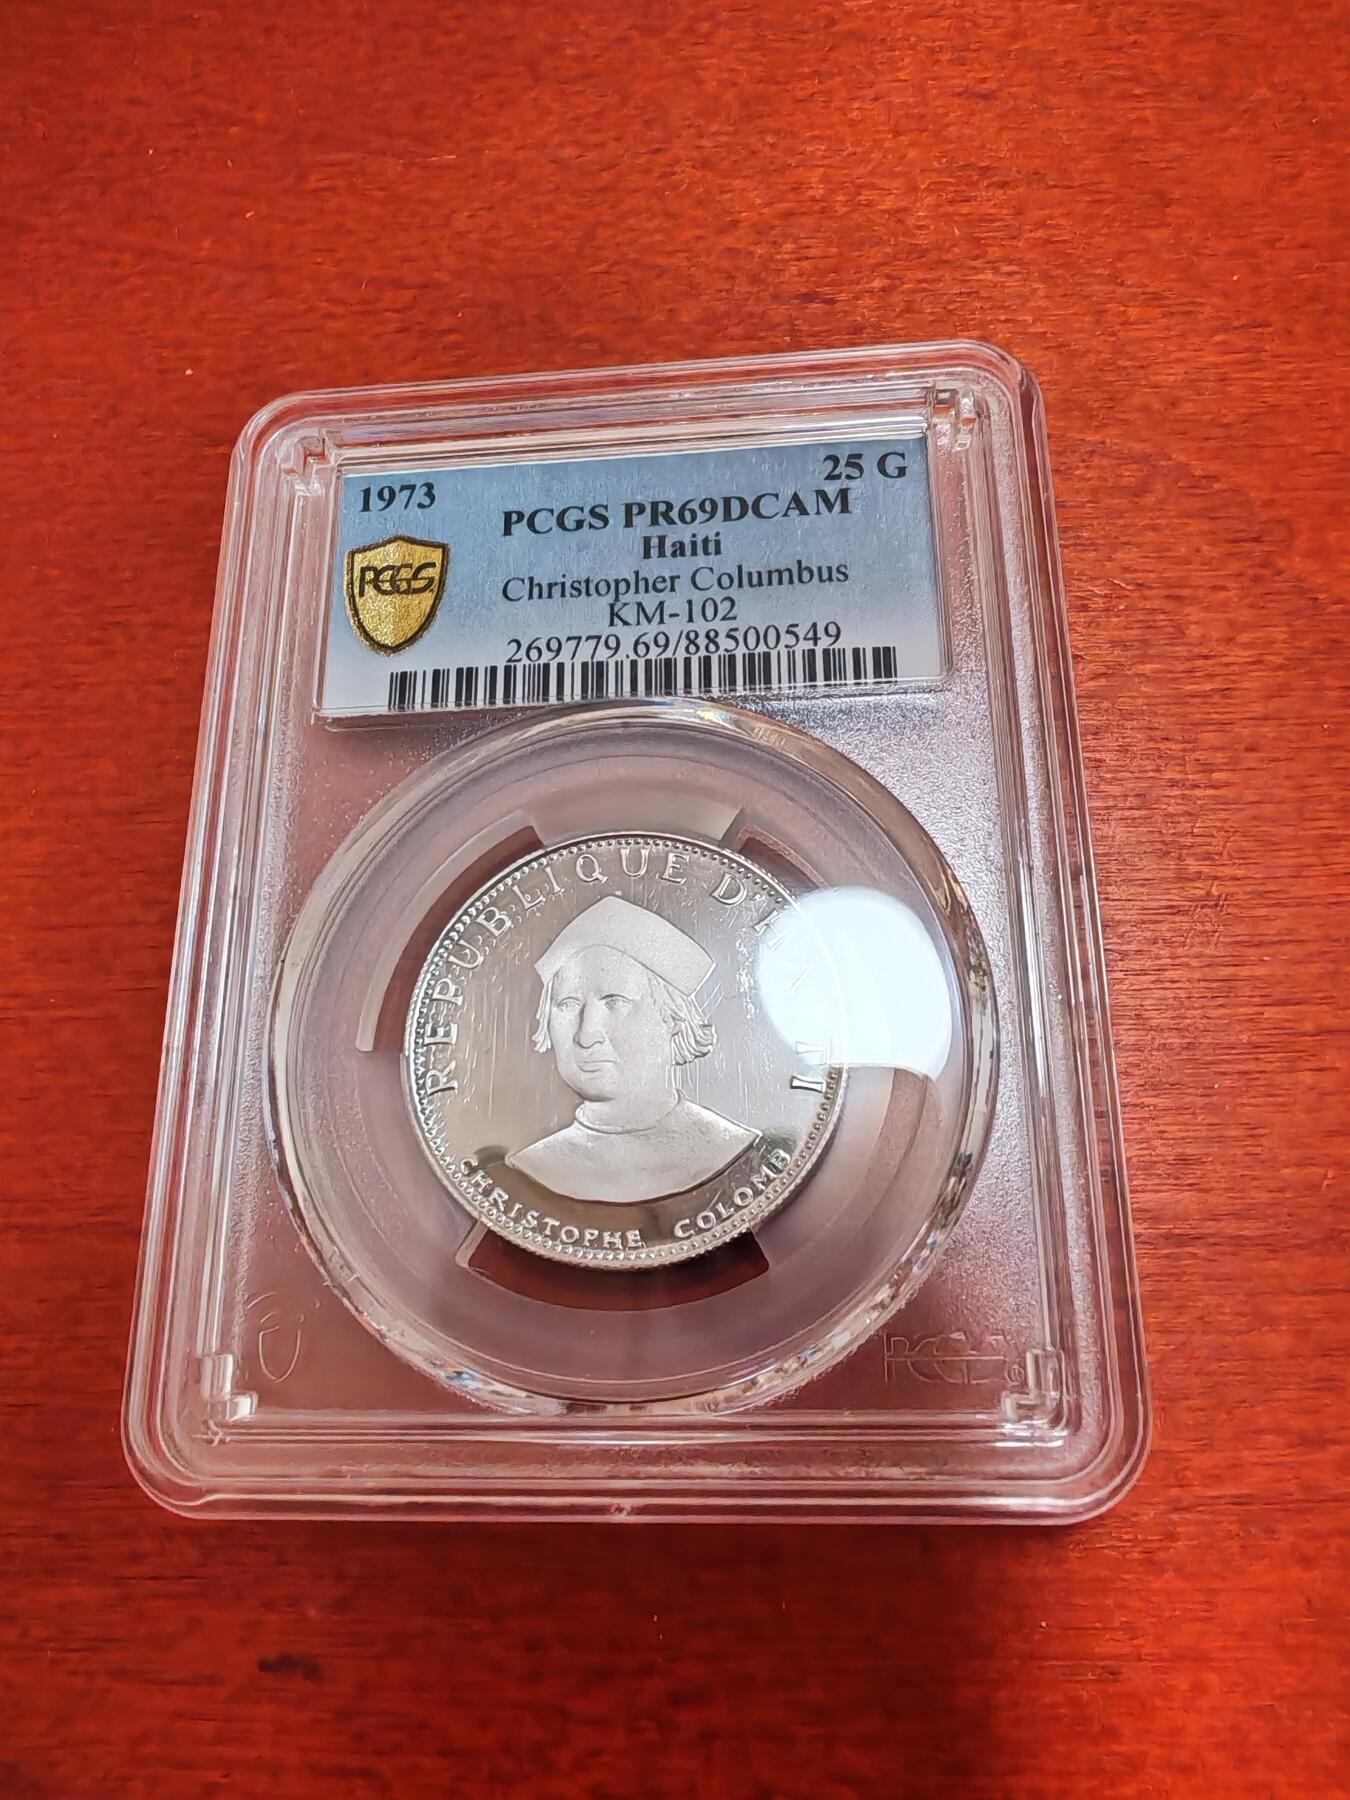 1973
25 G
PCGS PR69DCAM
Haiti
Christopher Columbus
KM-102
269779.69/88500549
PCGS
REPUBLIQUE D'HAITI
CHRISTOPHE COLOMB
PCGS